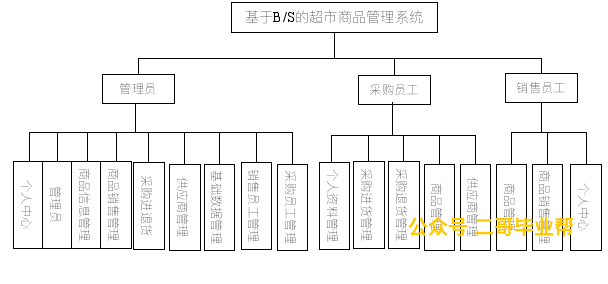 基于B/S的超市商品管理系统
管理员
采购员工
销售员工
个人中心
管理员
商品信息管理
商品销售管理
采购进退货
供应商管理
基础数据管理
销售员工管理
采购员工管理
个人资料管理
采购进货管理
采购退货管理
商品管理
供应商管理
商品管理
商品销售管理
个人中心
公众号 二哥毕业帮